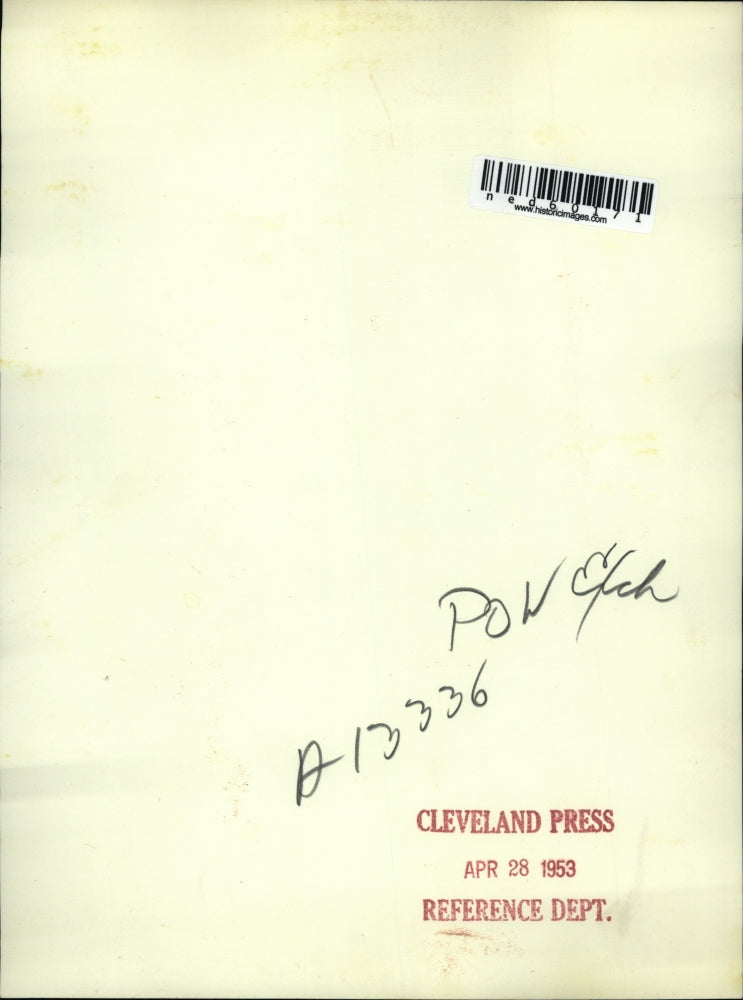 ned60171
www.historicimages.com
POW Exch
A13336
CLEVELAND PRESS
APR 28 1953
REFERENCE DEPT.